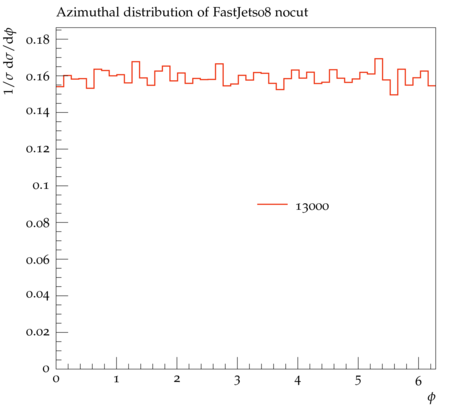 Azimuthal distribution of FastJets08 nocut
1/σ dσ/dϕ
0.18
0.16
0.14
0.12
0.1
0.08
0.06
0.04
0.02
0
13000
0 1 2 3 4 5 6
ϕ